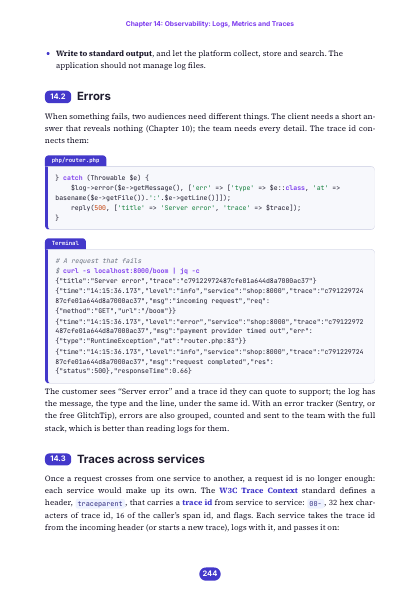 Chapter 14: Observability: Logs, Metrics and Traces
• Write to standard output, and let the platform collect, store and search. The
application should not manage log files.
14.2 Errors
When something fails, two audiences need different things. The client needs a short an-
swer that reveals nothing (Chapter 10); the team needs every detail. The trace id con-
nects them:
php/router.php
} catch (Throwable $e) {
$log->error($e->getMessage(), ['err' => ['type' => $e::class, 'at' =>
basename($e->getFile()).':'.$e->getLine()]]);
reply(500, ['title' => 'Server error', 'trace' => $trace]);
}
Terminal
# A request that fails
$ curl -s localhost:8000/boom | jq -c
{"title":"Server error","trace":"c79122972487cfe01a644d8a7000ac37"}
{"time":"14:15:36.173","level":"info","service":"shop:8000","trace":"c791229724
87cfe01a644d8a7000ac37","msg":"incoming request","req":
{"method":"GET","url":"/boom"}}
{"time":"14:15:36.173","level":"error","service":"shop:8000","trace":"c791229724
87cfe01a644d8a7000ac37","msg":"payment provider timed out","err":
{"type":"RuntimeException","at":"router.php:83"}}
{"time":"14:15:36.173","level":"info","service":"shop:8000","trace":"c791229724
87cfe01a644d8a7000ac37","msg":"request completed","res":
{"status":500},"responseTime":0.66}
The customer sees “Server error” and a trace id they can quote to support; the log has
the message, the type and the line, under the same id. With an error tracker (Sentry, or
the free GlitchTip), errors are also grouped, counted and sent to the team with the full
stack, which is better than reading logs for them.
14.3 Traces across services
Once a request crosses from one service to another, a request id is no longer enough:
each service would make up its own. The W3C Trace Context standard defines a
header, traceparent, that carries a trace id from service to service: 00-, 32 hex char-
acters of trace id, 16 of the caller’s span id, and flags. Each service takes the trace id
from the incoming header (or starts a new trace), logs with it, and passes it on:
244